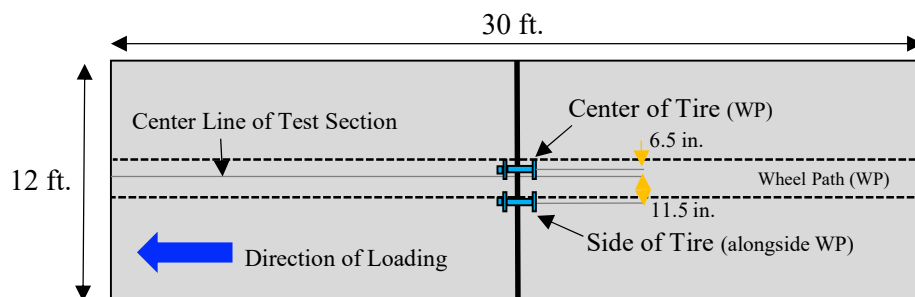 30 ft.
Center of Tire (WP)
6.5 in.
Center Line of Test Section
12 ft.
Wheel Path (WP)
11.5 in.
Side of Tire (alongside WP)
Direction of Loading